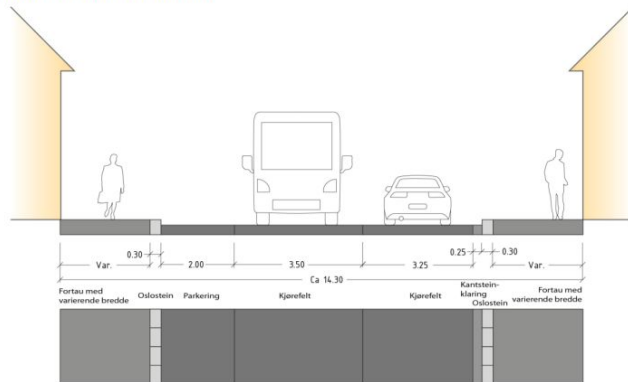 0.30
0.25
0.30
Var.
2.00
3.50
3.25
Var.
Ca 14.30
Fortau med
varierende bredde
Oslostein
Parkering
Kjørefelt
Kjørefelt
Kantstein-
klaring
Oslostein
Fortau med
varierende bredde